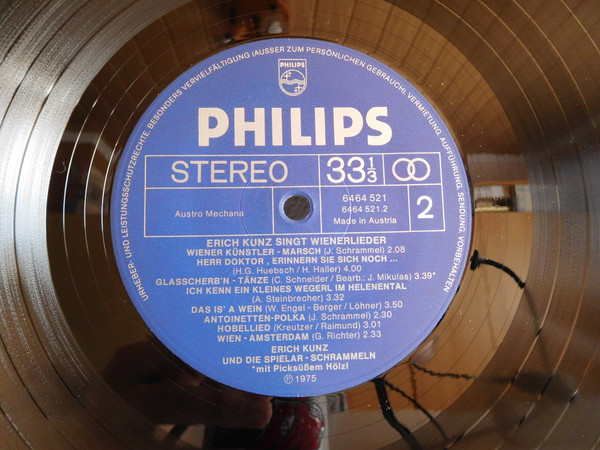 PHILIPS
PHILIPS
STEREO
33 1/3
Austro Mechana
6464 521
6464 521.2
Made in Austria
2
ERICH KUNZ SINGT WIENERLIEDER
WIENER KÜNSTLER - MARSCH (J. Schrammel) 2.08
HERR DOKTOR , ERINNERN SIE SICH NOCH ...
(H.G. Huebsch / H. Haller) 4.00
GLASSCHERB'N - TÄNZE (C. Schneider / Bearb.: J. Mikulas) 3.39*
ICH KENN EIN KLEINES WEGERL IM HELENENTAL
(A. Steinbrecher) 3.32
DAS IS' A WEIN (W. Engel - Berger / Löhner) 3.50
ANTOINETTEN-POLKA (J. Schrammel) 2.30
HOBELLIED (Kreutzer / Raimund) 3.01
WIEN - AMSTERDAM (G. Richter) 2.33
ERICH KUNZ
UND DIE SPIELAR - SCHRAMMELN
*mit Picksüßem Hölzl
℗ 1975
URHEBER- UND LEISTUNGSSCHUTZRECHTE, BESONDERS VERVIELFÄLTIGUNG (AUSSER ZUM PERSÖNLICHEN GEBRAUCH), VERMIETUNG, AUFFÜHRUNG, SENDUNG, VORBEHALTEN